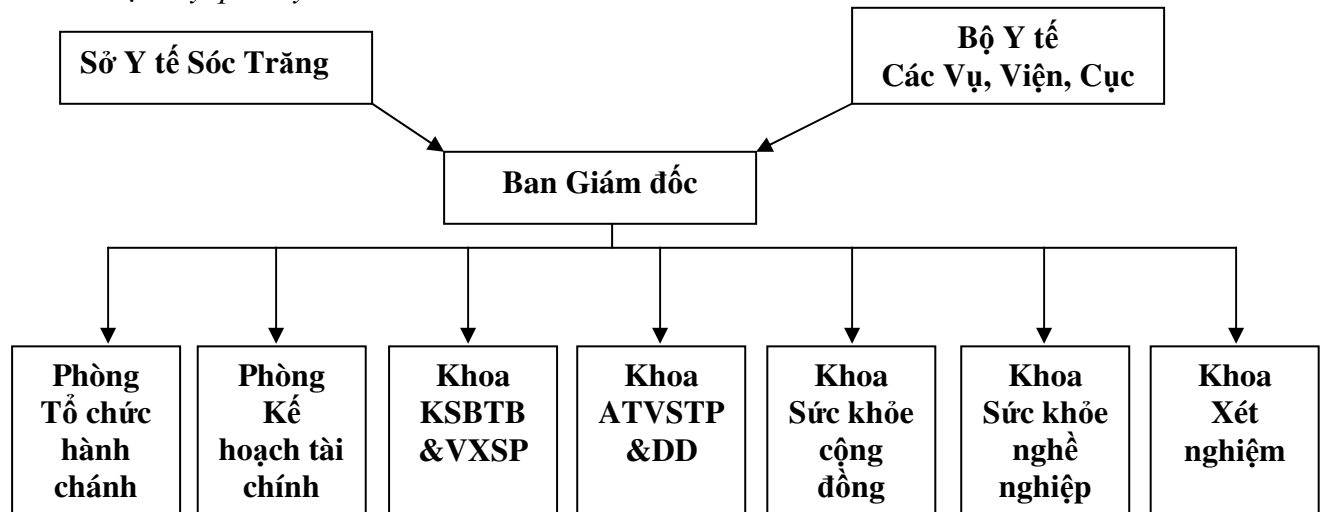 Sở Y tế Sóc Trăng
Bộ Y tế
Các Vụ, Viện, Cục
Ban Giám đốc
Phòng
Tổ chức
hành
chánh
Phòng
Kế
hoạch tài
chính
Khoa
KSBTB
&VXSP
Khoa
ATVSTP
&DD
Khoa
Sức khỏe
cộng
đồng
Khoa
Sức khỏe
nghề
nghiệp
Khoa
Xét
nghiệm